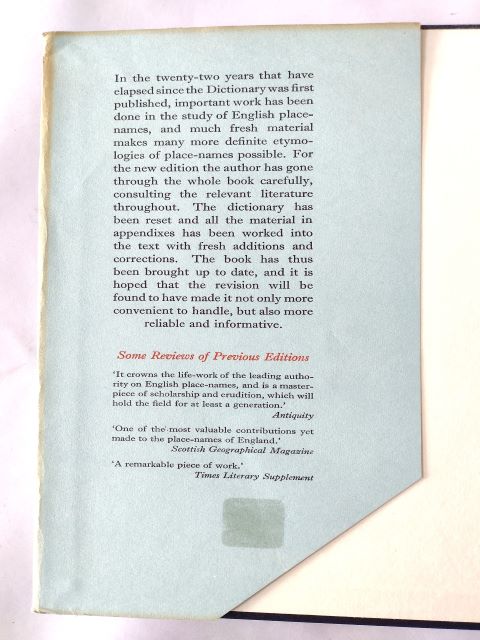 In the twenty-two years that have
elapsed since the Dictionary was first
published, important work has been
done in the study of English place-
names, and much fresh material
makes many more definite etymo-
logies of place-names possible. For
the new edition the author has gone
through the whole book carefully,
consulting the relevant literature
throughout. The dictionary has
been reset and all the material in
appendixes has been worked into
the text with fresh additions and
corrections. The book has thus
been brought up to date, and it is
hoped that the revision will be
found to have made it not only more
convenient to handle, but also more
reliable and informative.
Some Reviews of Previous Editions
'It crowns the life-work of the leading autho-
rity on English place-names, and is a master-
piece of scholarship and erudition, which will
hold the field for at least a generation.'
Antiquity
'One of the most valuable contributions yet
made to the place-names of England.'
Scottish Geographical Magazine
'A remarkable piece of work.'
Times Literary Supplement